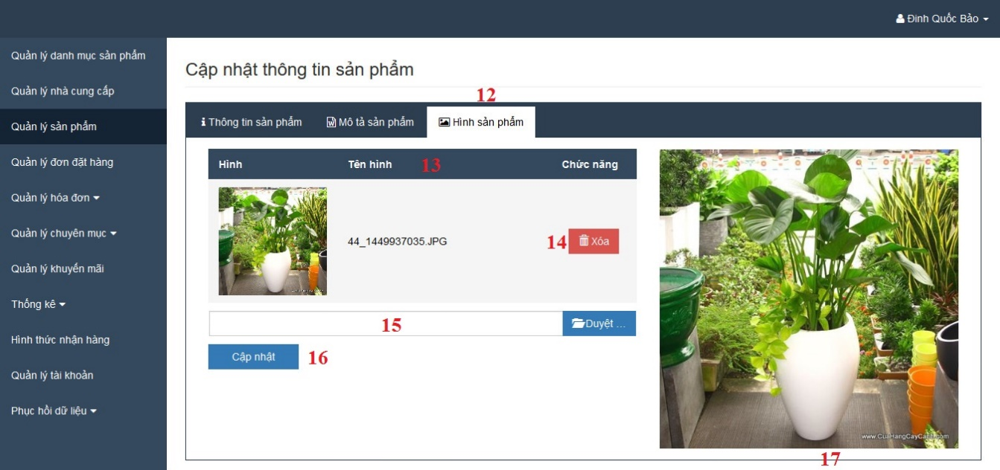 Đinh Quốc Bảo
Quản lý danh mục sản phẩm
Quản lý nhà cung cấp
Quản lý sản phẩm
Quản lý đơn đặt hàng
Quản lý hóa đơn
Quản lý chuyên mục
Quản lý khuyến mãi
Thống kê
Hình thức nhận hàng
Quản lý tài khoản
Phục hồi dữ liệu
Cập nhật thông tin sản phẩm
12
Thông tin sản phẩm Mô tả sản phẩm Hình sản phẩm
Hình Tên hình 13 Chức năng
44_1449937035.JPG 14 Xóa
15 Duyệt ...
Cập nhật 16
www.CuaHangCayCanh.com
17